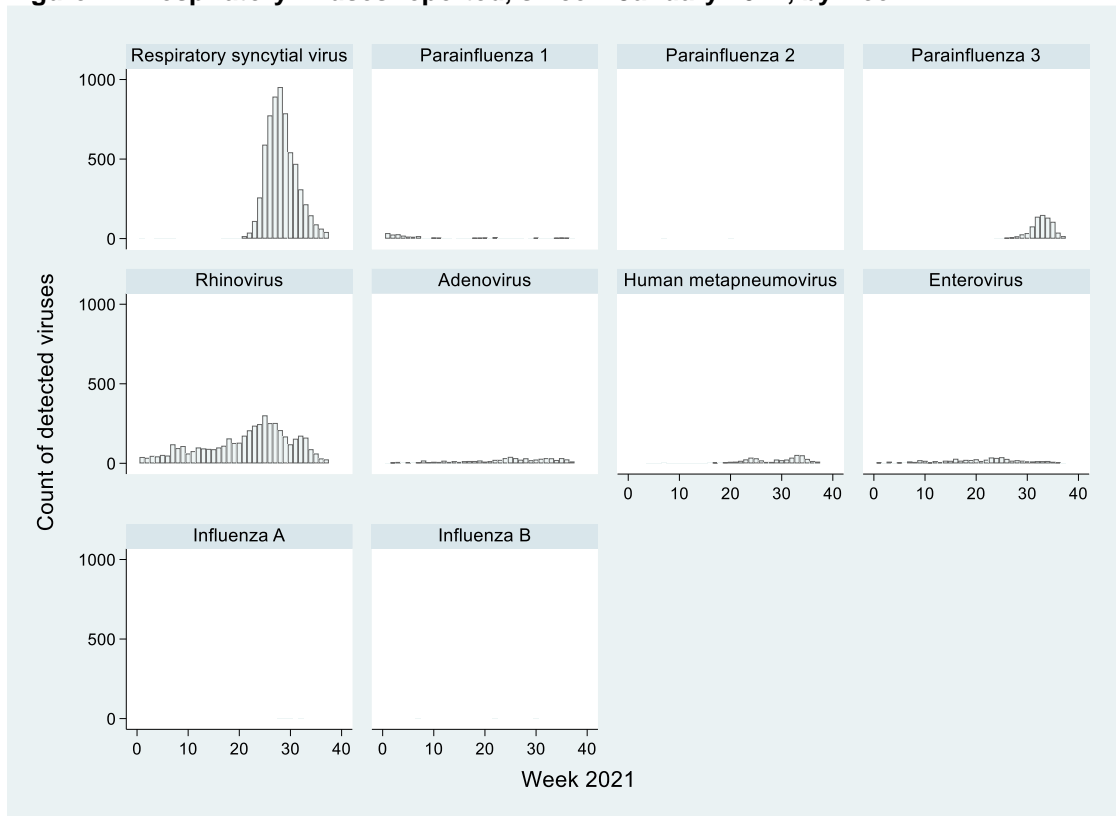 Respiratory syncytial virus Parainfluenza 1 Parainfluenza 2 Parainfluenza 3
1000
500
0
Rhinovirus Adenovirus Human metapneumovirus Enterovirus
1000
500
0
0 10 20 30 40 0 10 20 30 40
Count of detected viruses
Influenza A Influenza B
1000
500
0
0 10 20 30 40 0 10 20 30 40
Week 2021